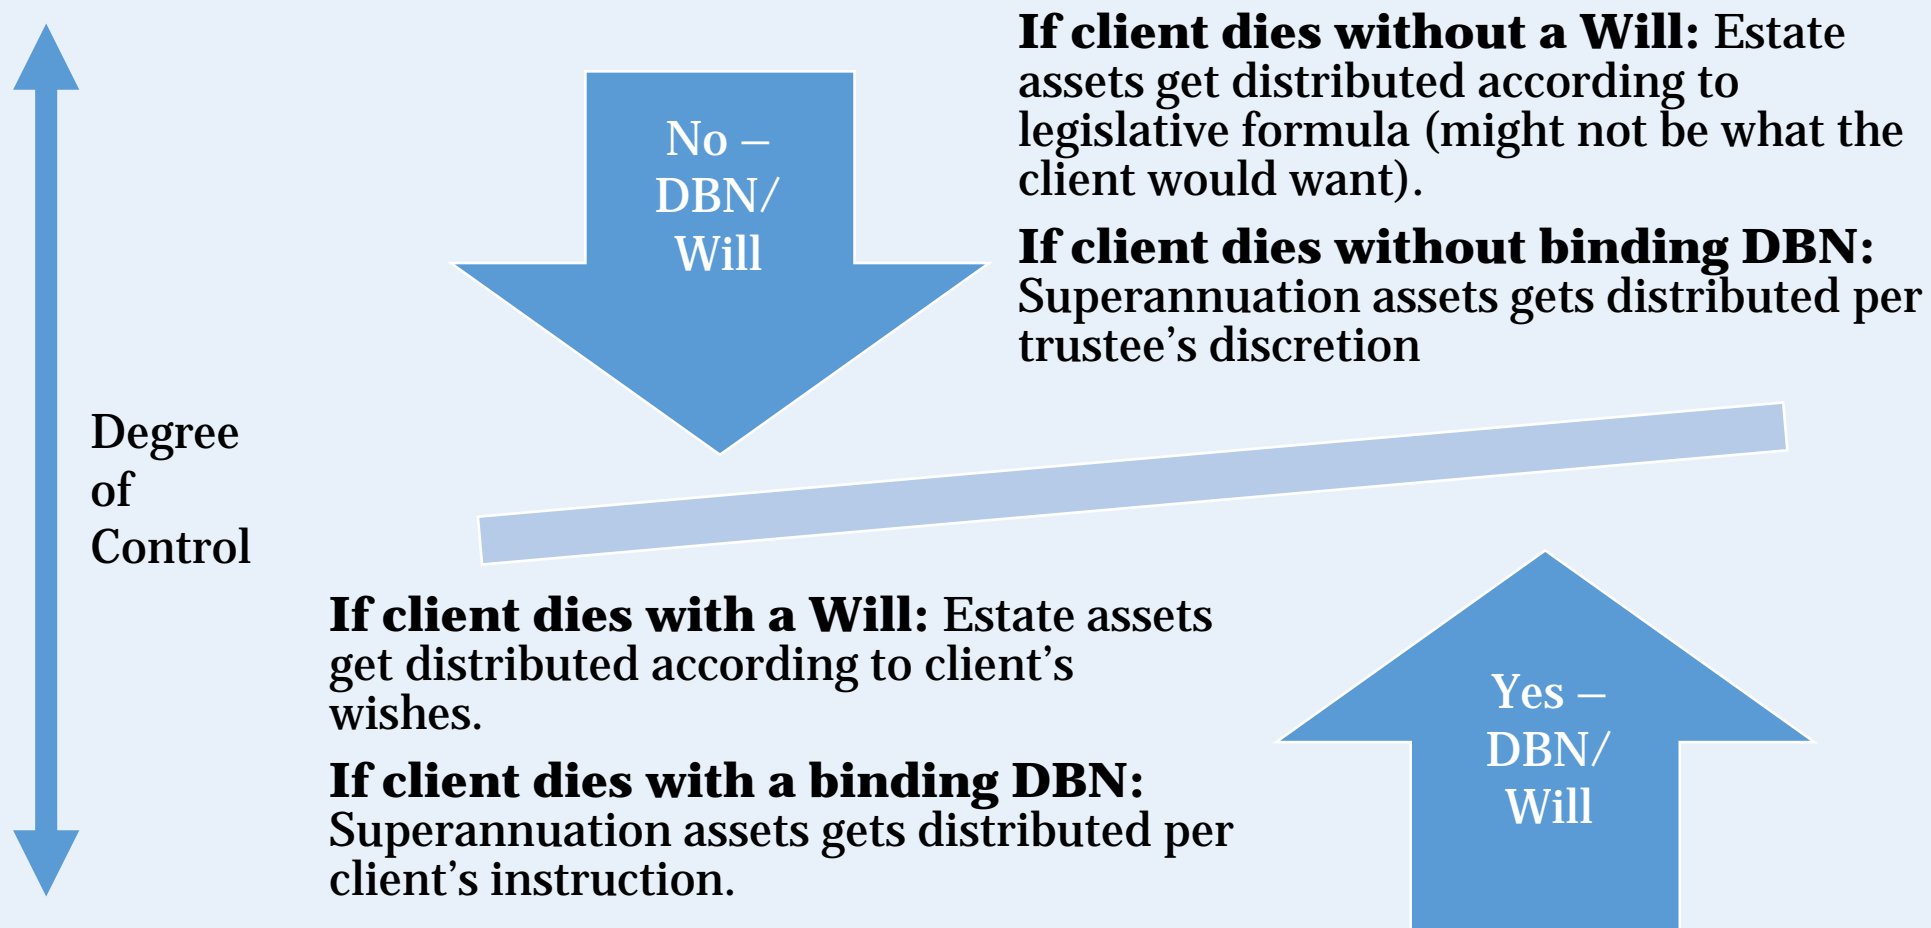 If client dies without a Will: Estate
assets get distributed according to
legislative formula (might not be what the
client would want).
If client dies without binding DBN:
Superannuation assets gets distributed per
trustee’s discretion
No –
DBN/
Will
Degree
of
Control
If client dies with a Will: Estate assets
get distributed according to client’s
wishes.
If client dies with a binding DBN:
Superannuation assets gets distributed per
client’s instruction.
Yes –
DBN/
Will